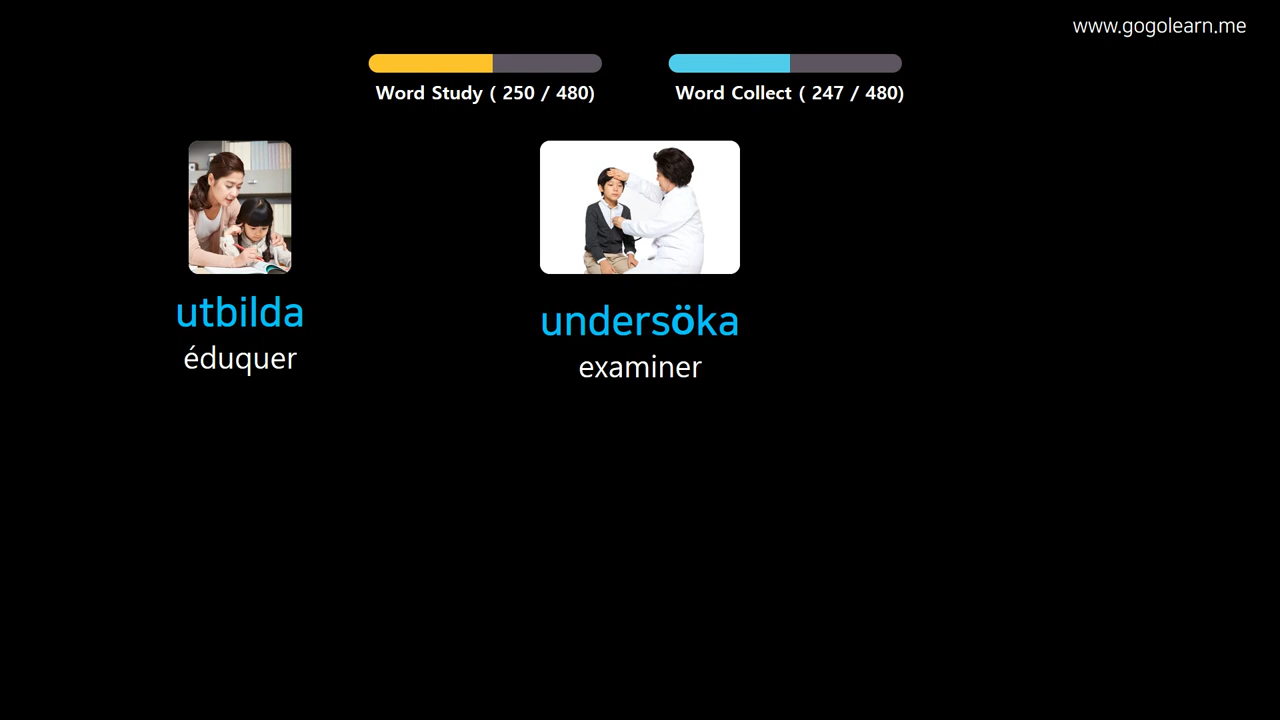 www.gogolearn.me
Word Study ( 250 / 480)
Word Collect ( 247 / 480)
utbilda
éduquer
undersöka
examiner